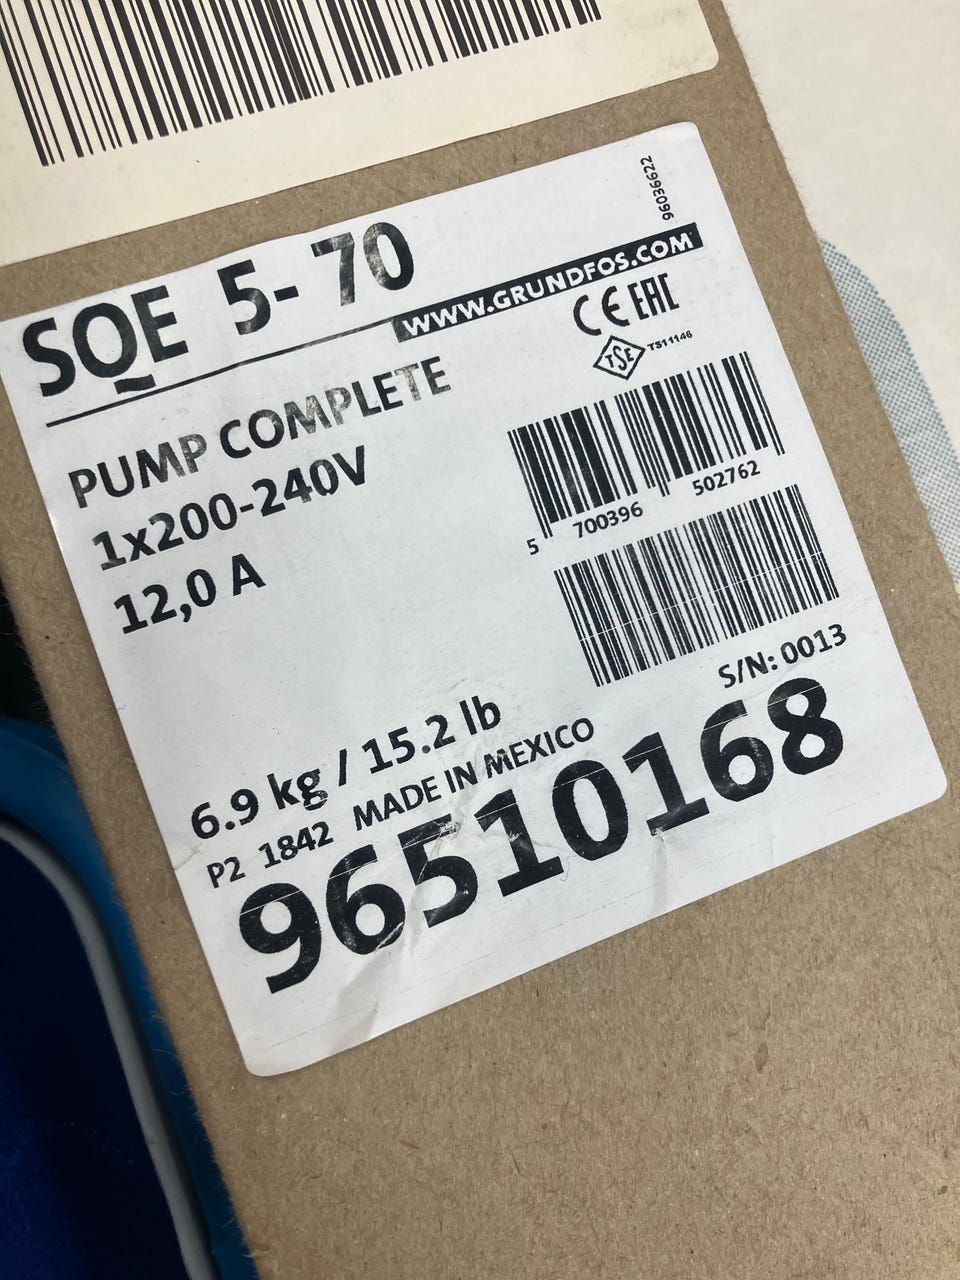 96036622
SQE 5- 70
WWW.GRUNDFOS.COM
CE EAC
TSE T311146
PUMP COMPLETE
1x200-240V
12,0 A
5 700396 502762
S/N: 0013
6.9 kg / 15.2 lb
P2 1842 MADE IN MEXICO
96510168